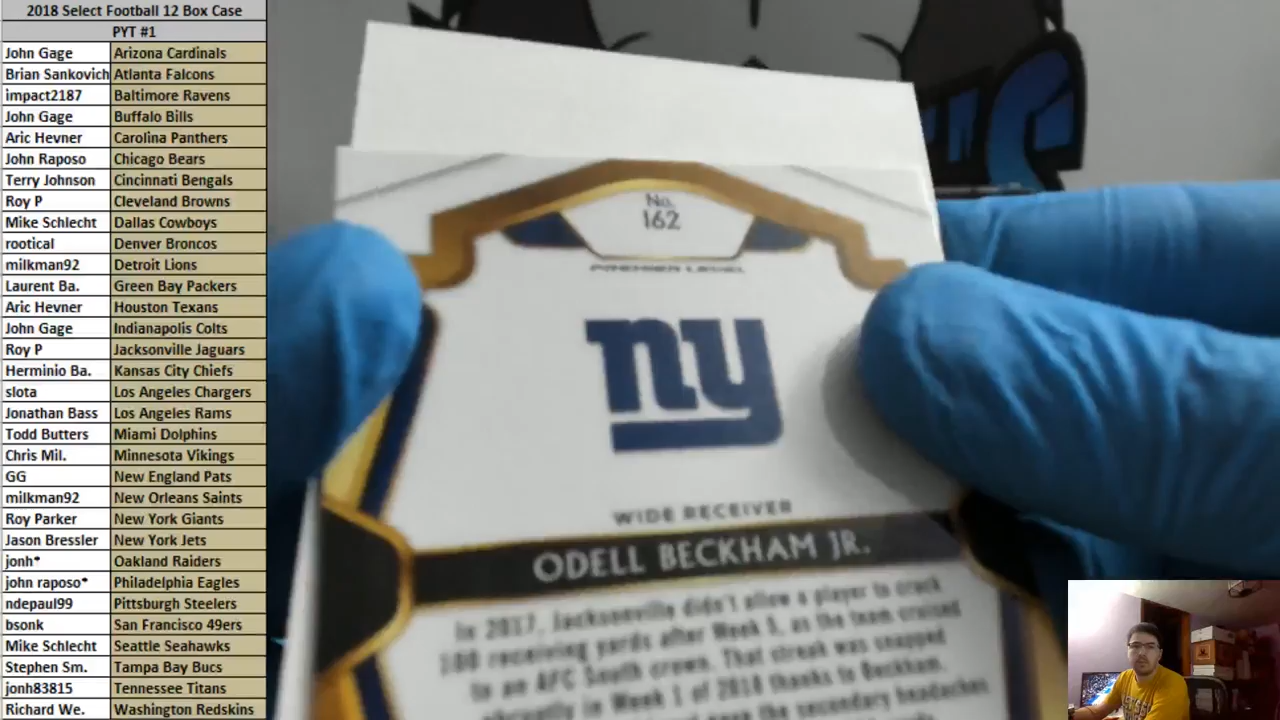 2018 Select Football 12 Box Case
PYT #1
John Gage Arizona Cardinals
Brian Sankovich Atlanta Falcons
impact2187 Baltimore Ravens
John Gage Buffalo Bills
Aric Hevner Carolina Panthers
John Raposo Chicago Bears
Terry Johnson Cincinnati Bengals
Roy P Cleveland Browns
Mike Schlecht Dallas Cowboys
rootical Denver Broncos
milkman92 Detroit Lions
Laurent Ba. Green Bay Packers
Aric Hevner Houston Texans
John Gage Indianapolis Colts
Roy P Jacksonville Jaguars
Herminio Ba. Kansas City Chiefs
slota Los Angeles Chargers
Jonathan Bass Los Angeles Rams
Todd Butters Miami Dolphins
Chris Mil. Minnesota Vikings
GG New England Pats
milkman92 New Orleans Saints
Roy Parker New York Giants
Jason Bressler New York Jets
jonh* Oakland Raiders
john raposo* Philadelphia Eagles
ndepaul99 Pittsburgh Steelers
bsonk San Francisco 49ers
Mike Schlecht Seattle Seahawks
Stephen Sm. Tampa Bay Bucs
jonh83815 Tennessee Titans
Richard We. Washington Redskins
No.
162
PREMIER LEVEL
ny
WIDE RECEIVER
ODELL BECKHAM JR.
In 2017, Jacksonville didn't allow a player to crack
100 receiving yards after Week 5, as the team cruised
to an AFC South crown. That streak was snapped
abruptly in Week 1 of 2018 thanks to Beckham,
the secondary headaches